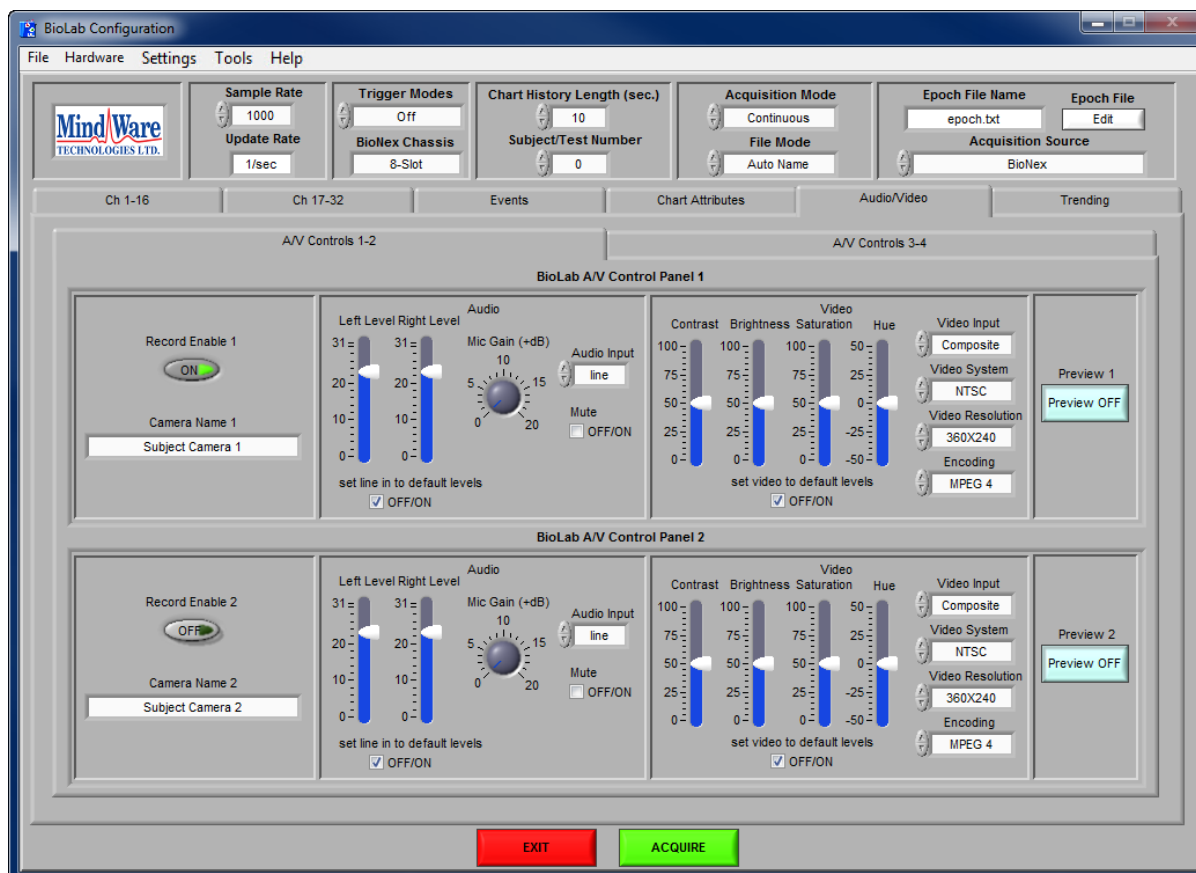 BioLab Configuration
File Hardware Settings Tools Help
MindWare
TECHNOLOGIES LTD.
Sample Rate
1000
Update Rate
1/sec
Trigger Modes
Off
BioNex Chassis
8-Slot
Chart History Length (sec.)
10
Subject/Test Number
0
Acquisition Mode
Continuous
File Mode
Auto Name
Epoch File Name
epoch.txt
Epoch File
Edit
Acquisition Source
BioNex
Ch 1-16 Ch 17-32 Events Chart Attributes Audio/Video Trending
A/V Controls 1-2 A/V Controls 3-4
BioLab A/V Control Panel 1
Record Enable 1
ON
Camera Name 1
Subject Camera 1
Audio
Left Level Right Level
31 31
20 20
10 10
0 0
Mic Gain (+dB)
10
5 15
0 20
Audio Input
line
Mute
OFF/ON
set line in to default levels
OFF/ON
Video
Contrast Brightness Saturation Hue
100 100 100 50
75 75 75 25
50 50 50 0
25 25 25 -25
0 0 0 -50
set video to default levels
OFF/ON
Video Input
Composite
Video System
NTSC
Video Resolution
360X240
Encoding
MPEG 4
Preview 1
Preview OFF
BioLab A/V Control Panel 2
Record Enable 2
OFF
Camera Name 2
Subject Camera 2
Audio
Left Level Right Level
31 31
20 20
10 10
0 0
Mic Gain (+dB)
10
5 15
0 20
Audio Input
line
Mute
OFF/ON
set line in to default levels
OFF/ON
Video
Contrast Brightness Saturation Hue
100 100 100 50
75 75 75 25
50 50 50 0
25 25 25 -25
0 0 0 -50
set video to default levels
OFF/ON
Video Input
Composite
Video System
NTSC
Video Resolution
360X240
Encoding
MPEG 4
Preview 2
Preview OFF
EXIT ACQUIRE